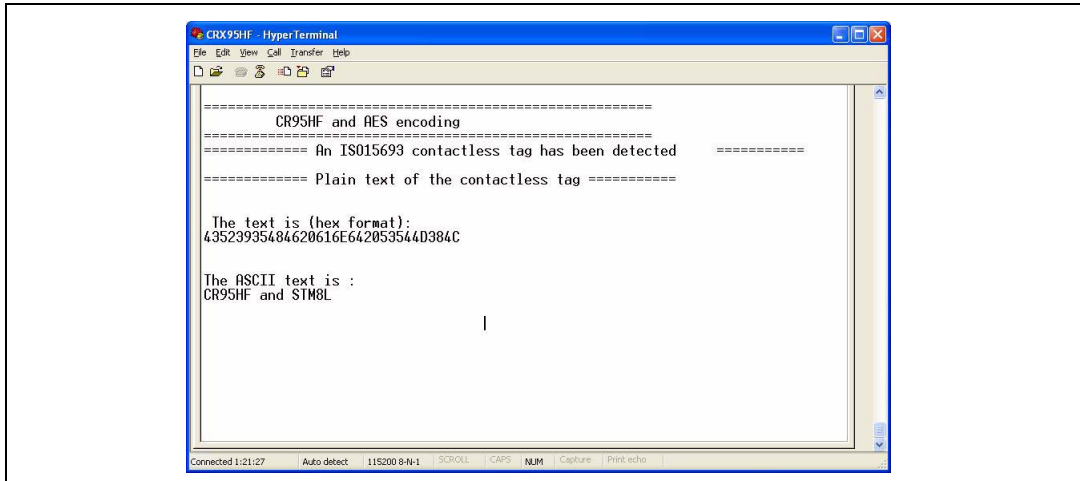 CRX95HF - HyperTerminal
File Edit View Call Transfer Help
=======================================================
CR95HF and AES encoding
=======================================================
============= An ISO15693 contactless tag has been detected ===========
============= Plain text of the contactless tag ===========
The text is (hex format):
43523935484620616E642053544D384C
The ASCII text is :
CR95HF and STM8L
Connected 1:21:27 Auto detect 115200 8-N-1 SCROLL CAPS NUM Capture Print echo